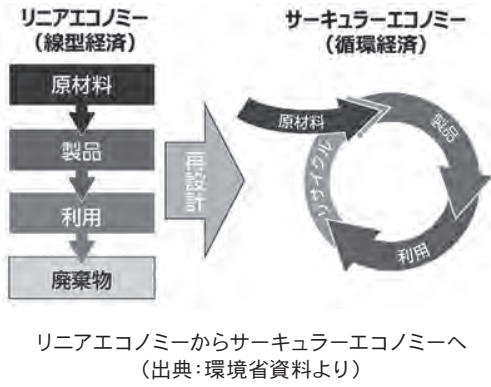 リニアエコノミー
(線型経済)
原材料
製品
利用
廃棄物
再設計
サーキュラーエコノミー
(循環経済)
原材料
製品
利用
リサイクル
リニアエコノミーからサーキュラーエコノミーへ
(出典:環境省資料より)